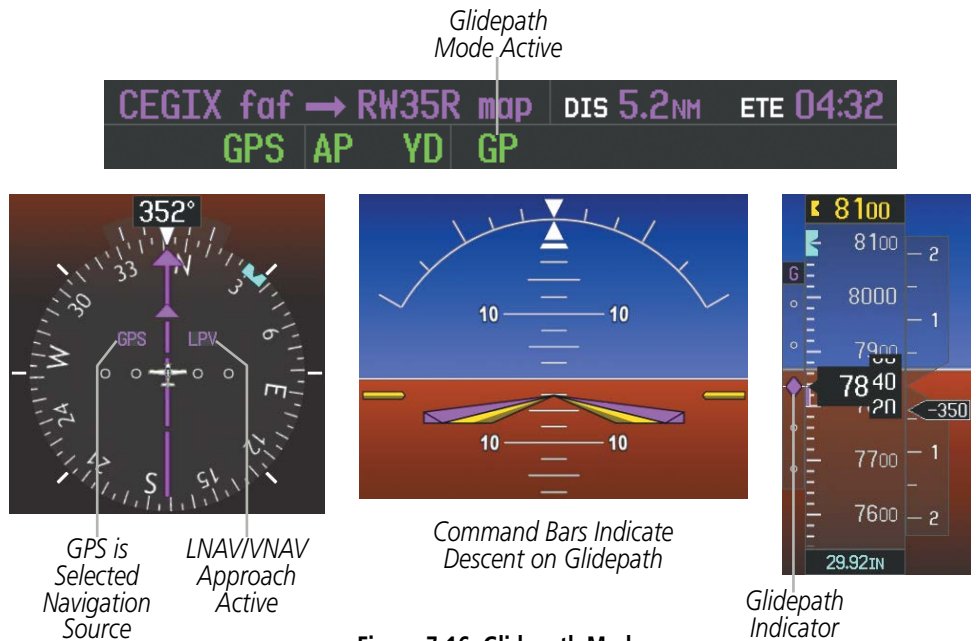 Glidepath
Mode Active
CEGIX faf → RW35R map DIS 5.2NM ETE 04:32
GPS AP YD GP
352°
33 N 3 6 E 12 15 S 21 24 W 30
GPS LPV
10 10
10 10
8100
8100
8000
7900
7840
20
7700
7600
G
2
1
-350
1
2
29.92IN
GPS is
Selected
Navigation
Source
LNAV/VNAV
Approach
Active
Command Bars Indicate
Descent on Glidepath
Glidepath
Indicator